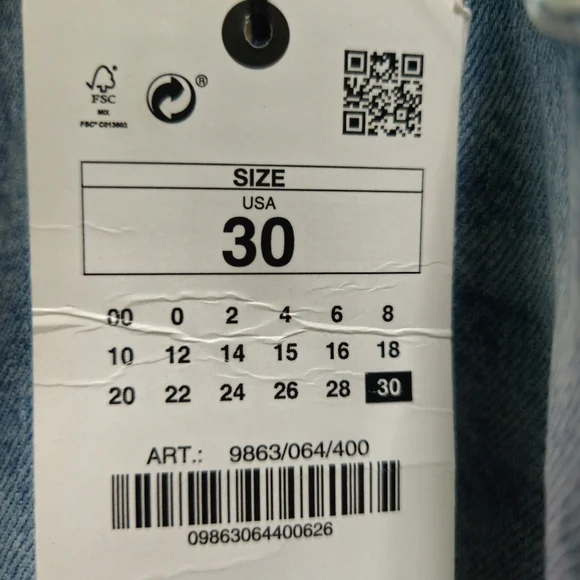 ®
FSC
MIX
FSC® C013663
SIZE
USA
30
00 0 2 4 6 8
10 12 14 15 16 18
20 22 24 26 28 30
ART.: 9863/064/400
09863064400626